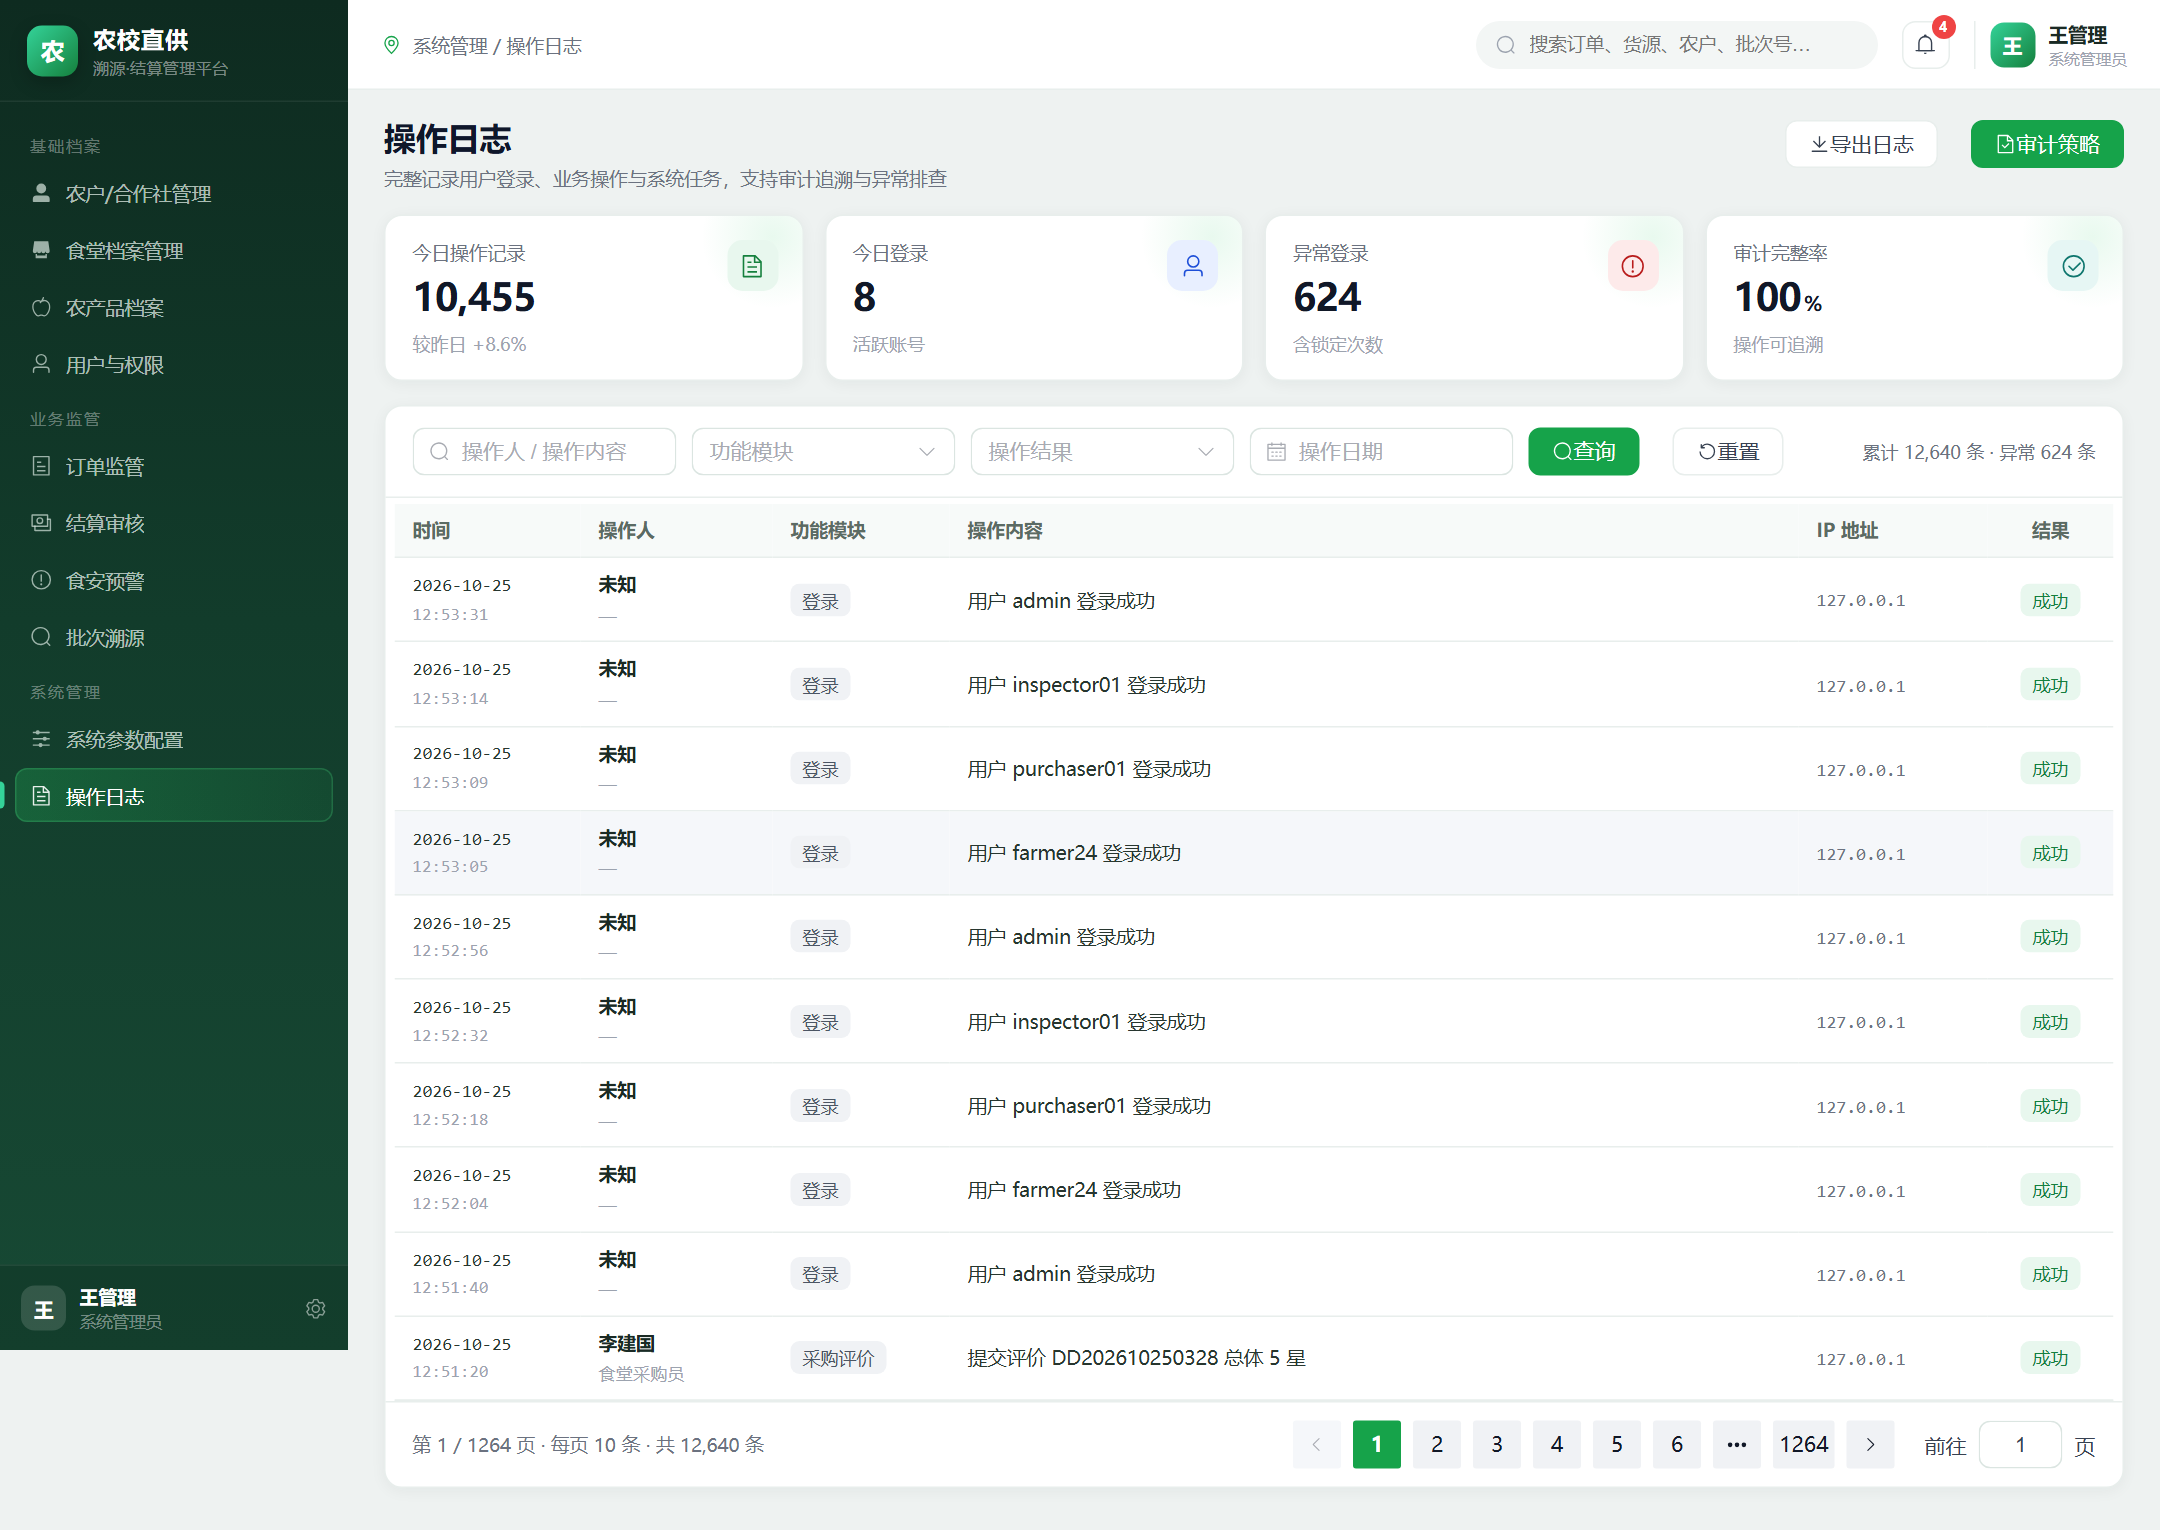 农
农校直供
溯源·结算管理平台
基础档案
农户/合作社管理
食堂档案管理
农产品档案
用户与权限
业务监管
订单监管
结算审核
食安预警
批次溯源
系统管理
系统参数配置
操作日志
王
王管理
系统管理员
系统管理 / 操作日志
搜索订单、货源、农户、批次号...
4
王
王管理
系统管理员
操作日志
完整记录用户登录、业务操作与系统任务，支持审计追溯与异常排查
导出日志
审计策略
今日操作记录
10,455
较昨日 +8.6%
今日登录
8
活跃账号
异常登录
624
含锁定次数
审计完整率
100%
操作可追溯
操作人 / 操作内容
功能模块
操作结果
操作日期
查询
重置
累计 12,640 条 · 异常 624 条
时间 操作人 功能模块 操作内容 IP 地址 结果
2026-10-25 12:53:31 未知 — 登录 用户 admin 登录成功 127.0.0.1 成功
2026-10-25 12:53:14 未知 — 登录 用户 inspector01 登录成功 127.0.0.1 成功
2026-10-25 12:53:09 未知 — 登录 用户 purchaser01 登录成功 127.0.0.1 成功
2026-10-25 12:53:05 未知 — 登录 用户 farmer24 登录成功 127.0.0.1 成功
2026-10-25 12:52:56 未知 — 登录 用户 admin 登录成功 127.0.0.1 成功
2026-10-25 12:52:32 未知 — 登录 用户 inspector01 登录成功 127.0.0.1 成功
2026-10-25 12:52:18 未知 — 登录 用户 purchaser01 登录成功 127.0.0.1 成功
2026-10-25 12:52:04 未知 — 登录 用户 farmer24 登录成功 127.0.0.1 成功
2026-10-25 12:51:40 未知 — 登录 用户 admin 登录成功 127.0.0.1 成功
2026-10-25 12:51:20 李建国 食堂采购员 采购评价 提交评价 DD202610250328 总体 5 星 127.0.0.1 成功
第 1 / 1264 页 · 每页 10 条 · 共 12,640 条
1 2 3 4 5 6 ••• 1264
前往 1 页